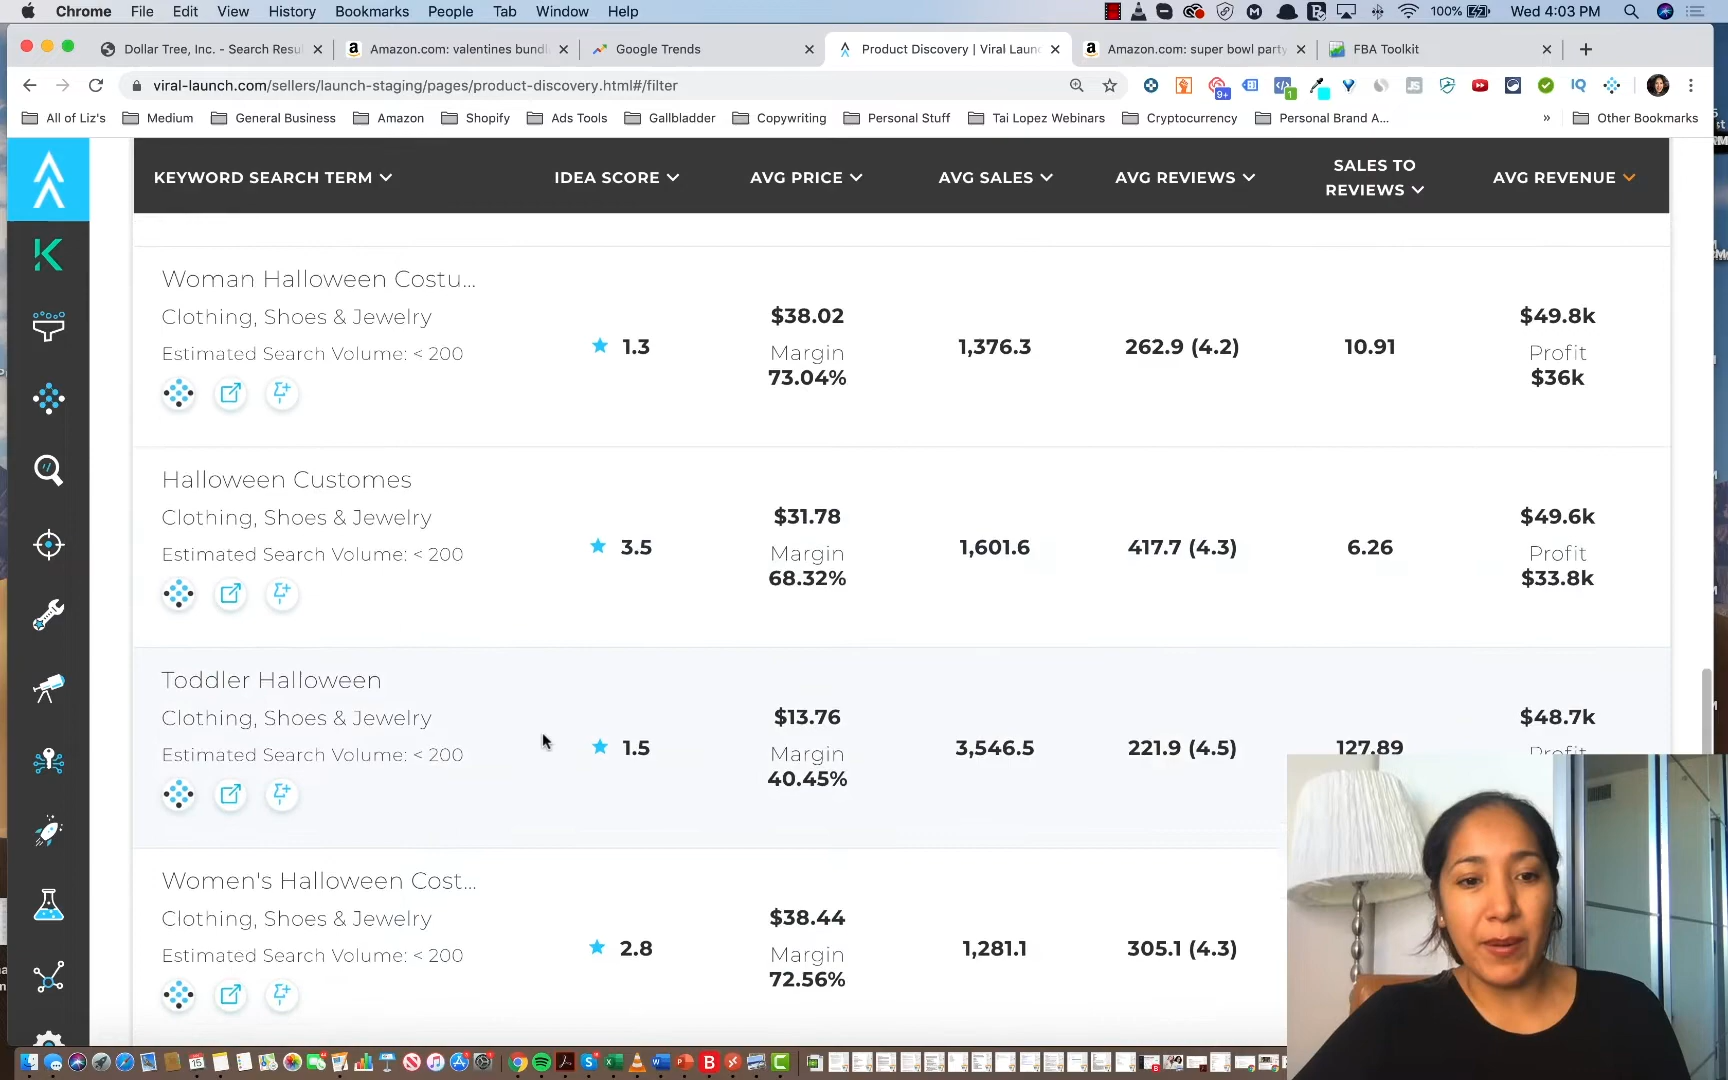 Chrome File Edit View History Bookmarks People Tab Window Help 100% Wed 4:03 PM
Dollar Tree, Inc. - Search Resu Amazon.com: valentines bund Google Trends Product Discovery | Viral Laun Amazon.com: super bowl party FBA Toolkit
viral-launch.com/sellers/launch-staging/pages/product-discovery.html#/filter
All of Liz's Medium General Business Amazon Shopify Ads Tools Gallbladder Copywriting Personal Stuff Tai Lopez Webinars Cryptocurrency Personal Brand A... » Other Bookmarks
KEYWORD SEARCH TERM IDEA SCORE AVG PRICE AVG SALES AVG REVIEWS SALES TO REVIEWS AVG REVENUE
Woman Halloween Costu...
Clothing, Shoes & Jewelry
Estimated Search Volume: < 200
1.3
$38.02
Margin
73.04%
1,376.3
262.9 (4.2)
10.91
$49.8k
Profit
$36k
Halloween Customes
Clothing, Shoes & Jewelry
Estimated Search Volume: < 200
3.5
$31.78
Margin
68.32%
1,601.6
417.7 (4.3)
6.26
$49.6k
Profit
$33.8k
Toddler Halloween
Clothing, Shoes & Jewelry
Estimated Search Volume: < 200
1.5
$13.76
Margin
40.45%
3,546.5
221.9 (4.5)
127.89
$48.7k
Profit
Women's Halloween Cost...
Clothing, Shoes & Jewelry
Estimated Search Volume: < 200
2.8
$38.44
Margin
72.56%
1,281.1
305.1 (4.3)